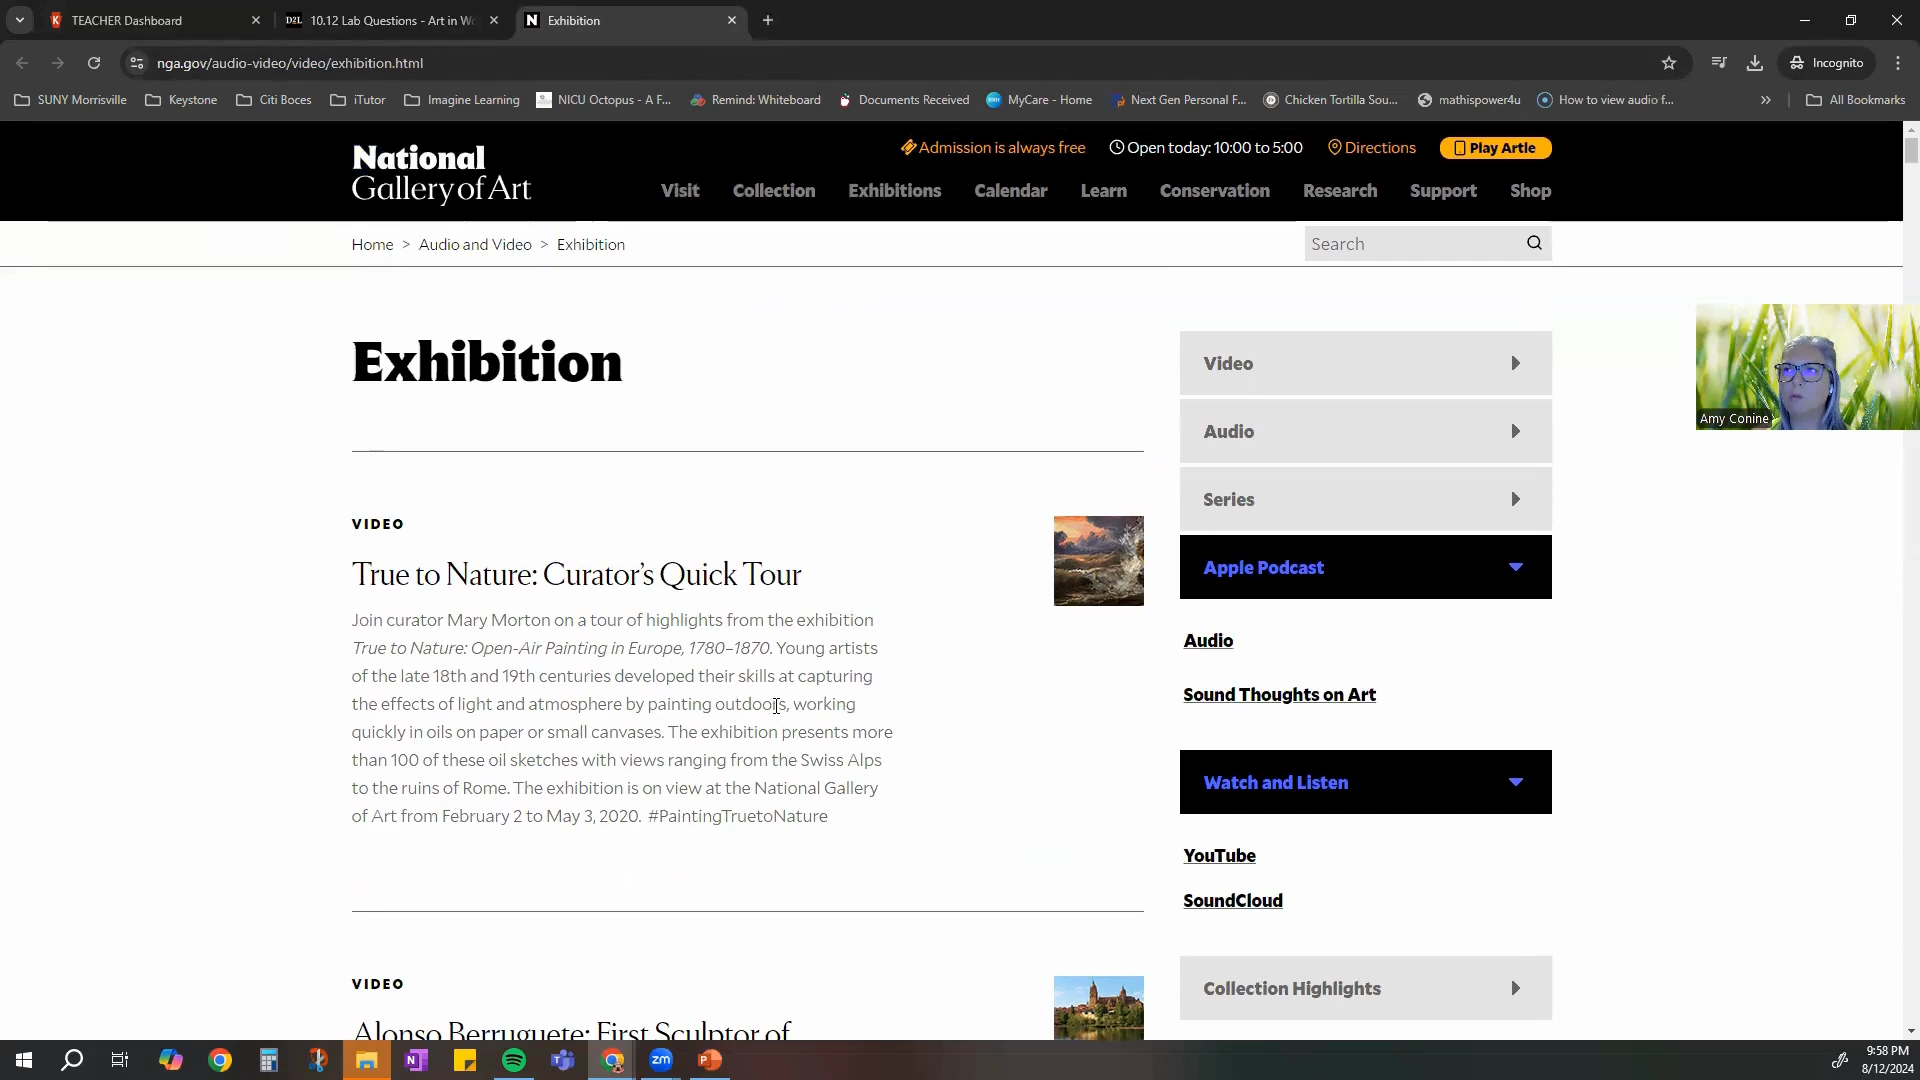 TEACHER Dashboard
D2L 10.12 Lab Questions - Art in Wo
N Exhibition
nga.gov/audio-video/video/exhibition.html
Incognito
SUNY Morrisville
Keystone
Citi Boces
iTutor
Imagine Learning
NICU Octopus - A F...
Remind: Whiteboard
Documents Received
MyCare - Home
Next Gen Personal F...
Chicken Tortilla Sou...
mathispower4u
How to view audio f...
All Bookmarks
National
Gallery of Art
Admission is always free
Open today: 10:00 to 5:00
Directions
Play Artle
Visit
Collection
Exhibitions
Calendar
Learn
Conservation
Research
Support
Shop
Home > Audio and Video > Exhibition
Search
Exhibition
VIDEO
True to Nature: Curator's Quick Tour
Join curator Mary Morton on a tour of highlights from the exhibition
True to Nature: Open-Air Painting in Europe, 1780–1870. Young artists
of the late 18th and 19th centuries developed their skills at capturing
the effects of light and atmosphere by painting outdoors, working
quickly in oils on paper or small canvases. The exhibition presents more
than 100 of these oil sketches with views ranging from the Swiss Alps
to the ruins of Rome. The exhibition is on view at the National Gallery
of Art from February 2 to May 3, 2020. #PaintingTruetoNature
VIDEO
Alonso Berruguete: First Sculptor of
Video
Audio
Series
Apple Podcast
Audio
Sound Thoughts on Art
Watch and Listen
YouTube
SoundCloud
Collection Highlights
Amy Conine
zm
9:58 PM
8/12/2024